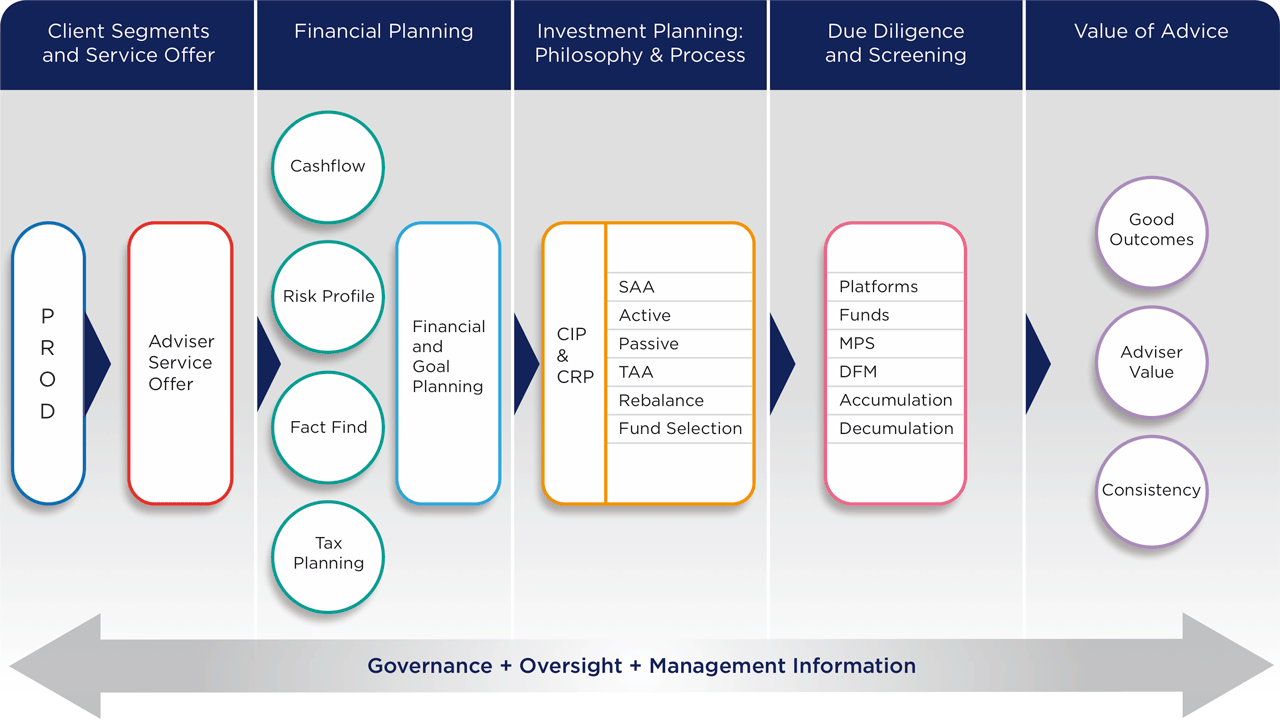 Client Segments
and Service Offer
Financial Planning
Investment Planning:
Philosophy & Process
Due Diligence
and Screening
Value of Advice
P
R
O
D
Adviser
Service
Offer
Cashflow
Risk Profile
Fact Find
Tax
Planning
Financial
and
Goal
Planning
CIP
&
CRP
SAA
Active
Passive
TAA
Rebalance
Fund Selection
Platforms
Funds
MPS
DFM
Accumulation
Decumulation
Good
Outcomes
Adviser
Value
Consistency
Governance + Oversight + Management Information